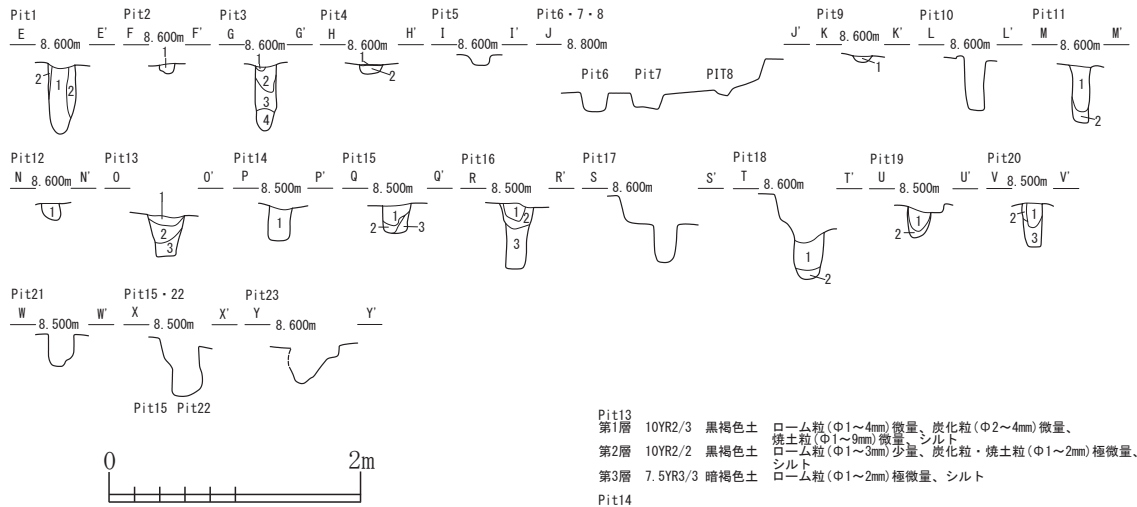 Pit1 Pit2 Pit3 Pit4 Pit5 Pit6・7・8 Pit9 Pit10 Pit11
E 8.600m E' F 8.600m F' G 8.600m G' H 8.600m H' I 8.600m I' J 8.800m J' K 8.600m K' L 8.600m L' M 8.600m M'
2 1 2 1 1 2 3 4 1 2 Pit6 Pit7 PIT8 1 1 2
Pit12 Pit13 Pit14 Pit15 Pit16 Pit17 Pit18 Pit19 Pit20
N 8.600m N' O O' P 8.500m P' Q 8.500m Q' R 8.500m R' S 8.600m S' T 8.600m T' U 8.500m U' V 8.500m V'
1 1 2 3 1 1 2 3 1 2 3 1 2 1 2 2 1 3
Pit21 Pit15・22 Pit23
W 8.500m W' X 8.500m X' Y 8.600m Y'
Pit15 Pit22
0 2m
Pit13
第1層 10YR2/3 黒褐色土 ローム粒(Φ1～4㎜)微量、炭化粒(Φ2～4㎜)微量、
焼土粒(Φ1～9㎜)微量、シルト
第2層 10YR2/2 黒褐色土 ローム粒(Φ1～3㎜)少量、炭化粒・焼土粒(Φ1～2㎜)極微量、
シルト
第3層 7.5YR3/3 暗褐色土 ローム粒(Φ1～2㎜)極微量、シルト
Pit14